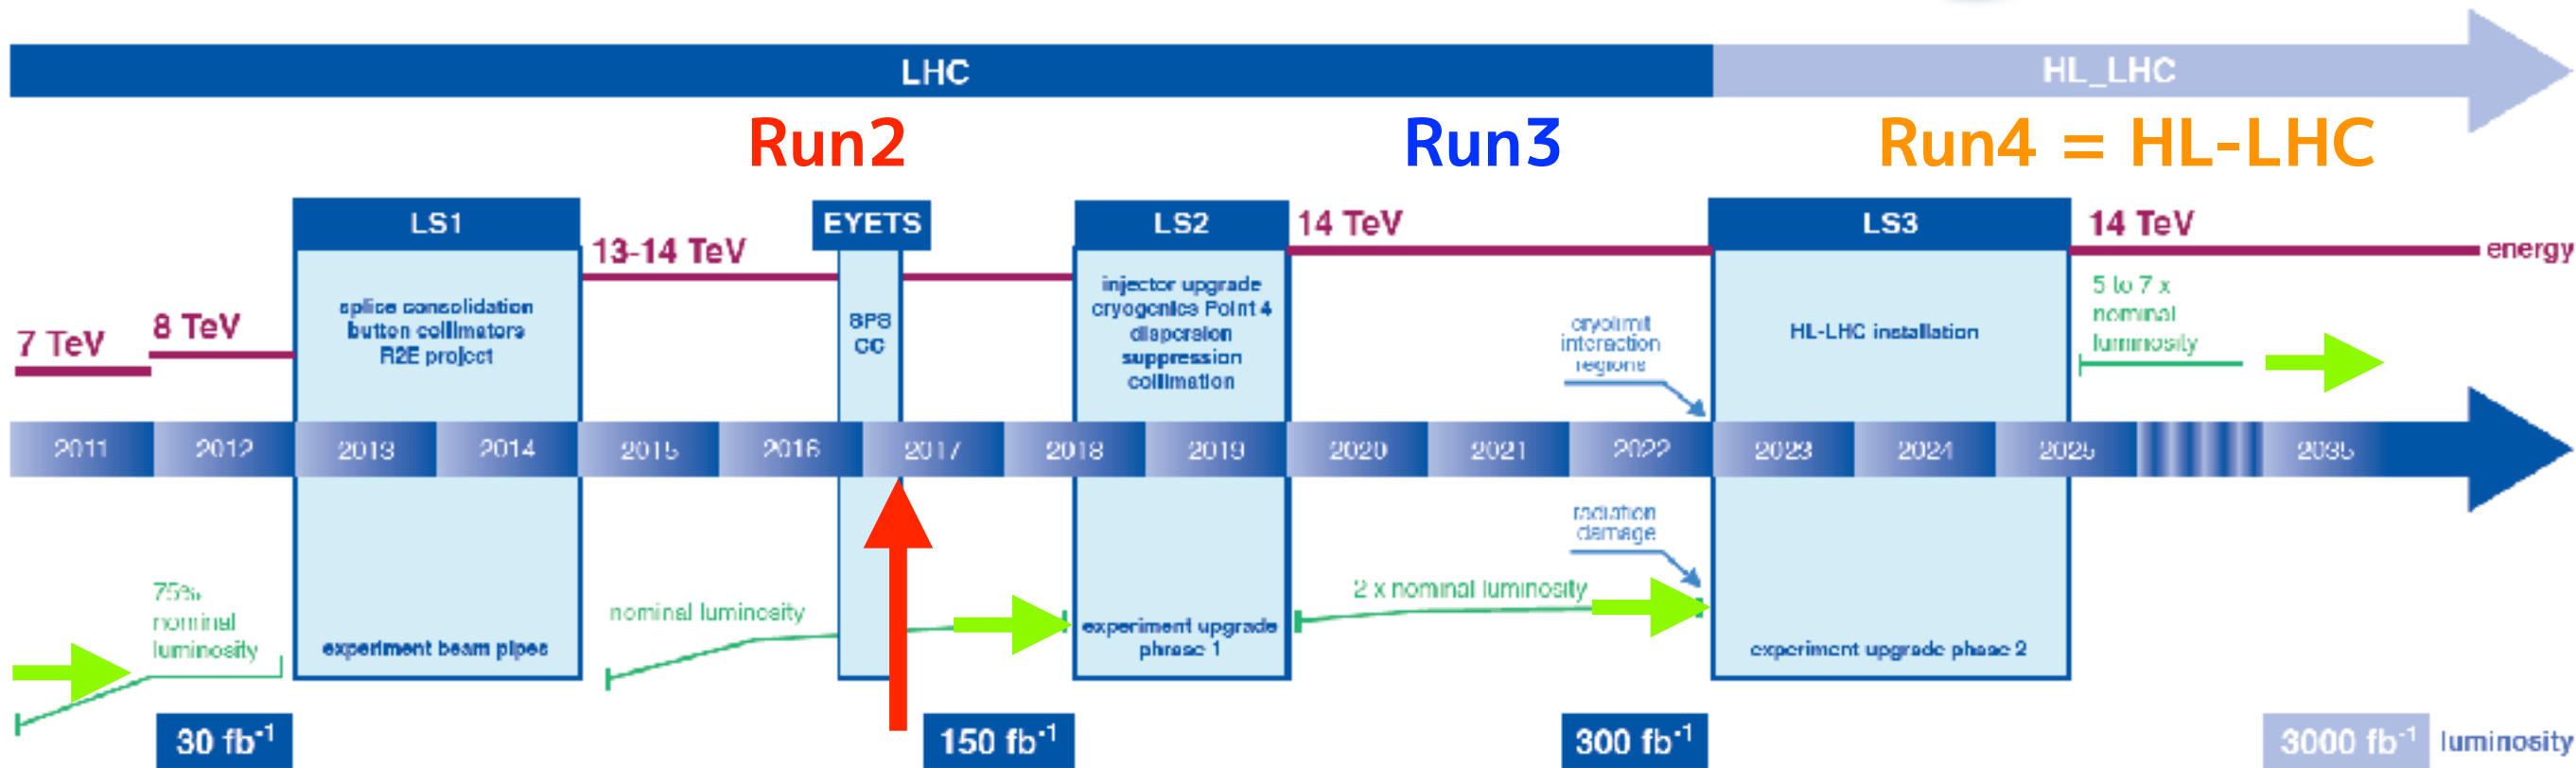 LHC
HL_LHC
Run2
Run3
Run4 = HL-LHC
LS1
EYETS
LS2
LS3
7 TeV
8 TeV
13-14 TeV
14 TeV
14 TeV
energy
splice consolidation
button collimators
R2E project
SPS
CC
injector upgrade
cryogenics Point 4
dispersion
suppression
collimation
cryolimit
interaction
regions
HL-LHC installation
5 to 7 x
nominal
luminosity
2011
2012
2013
2014
2015
2016
2017
2018
2019
2020
2021
2022
2023
2024
2025
2035
75%
nominal
luminosity
experiment beam pipes
nominal luminosity
experiment upgrade
phrase 1
2 x nominal luminosity
radiation
damage
experiment upgrade phase 2
30 fb⁻¹
150 fb⁻¹
300 fb⁻¹
3000 fb⁻¹
luminosity